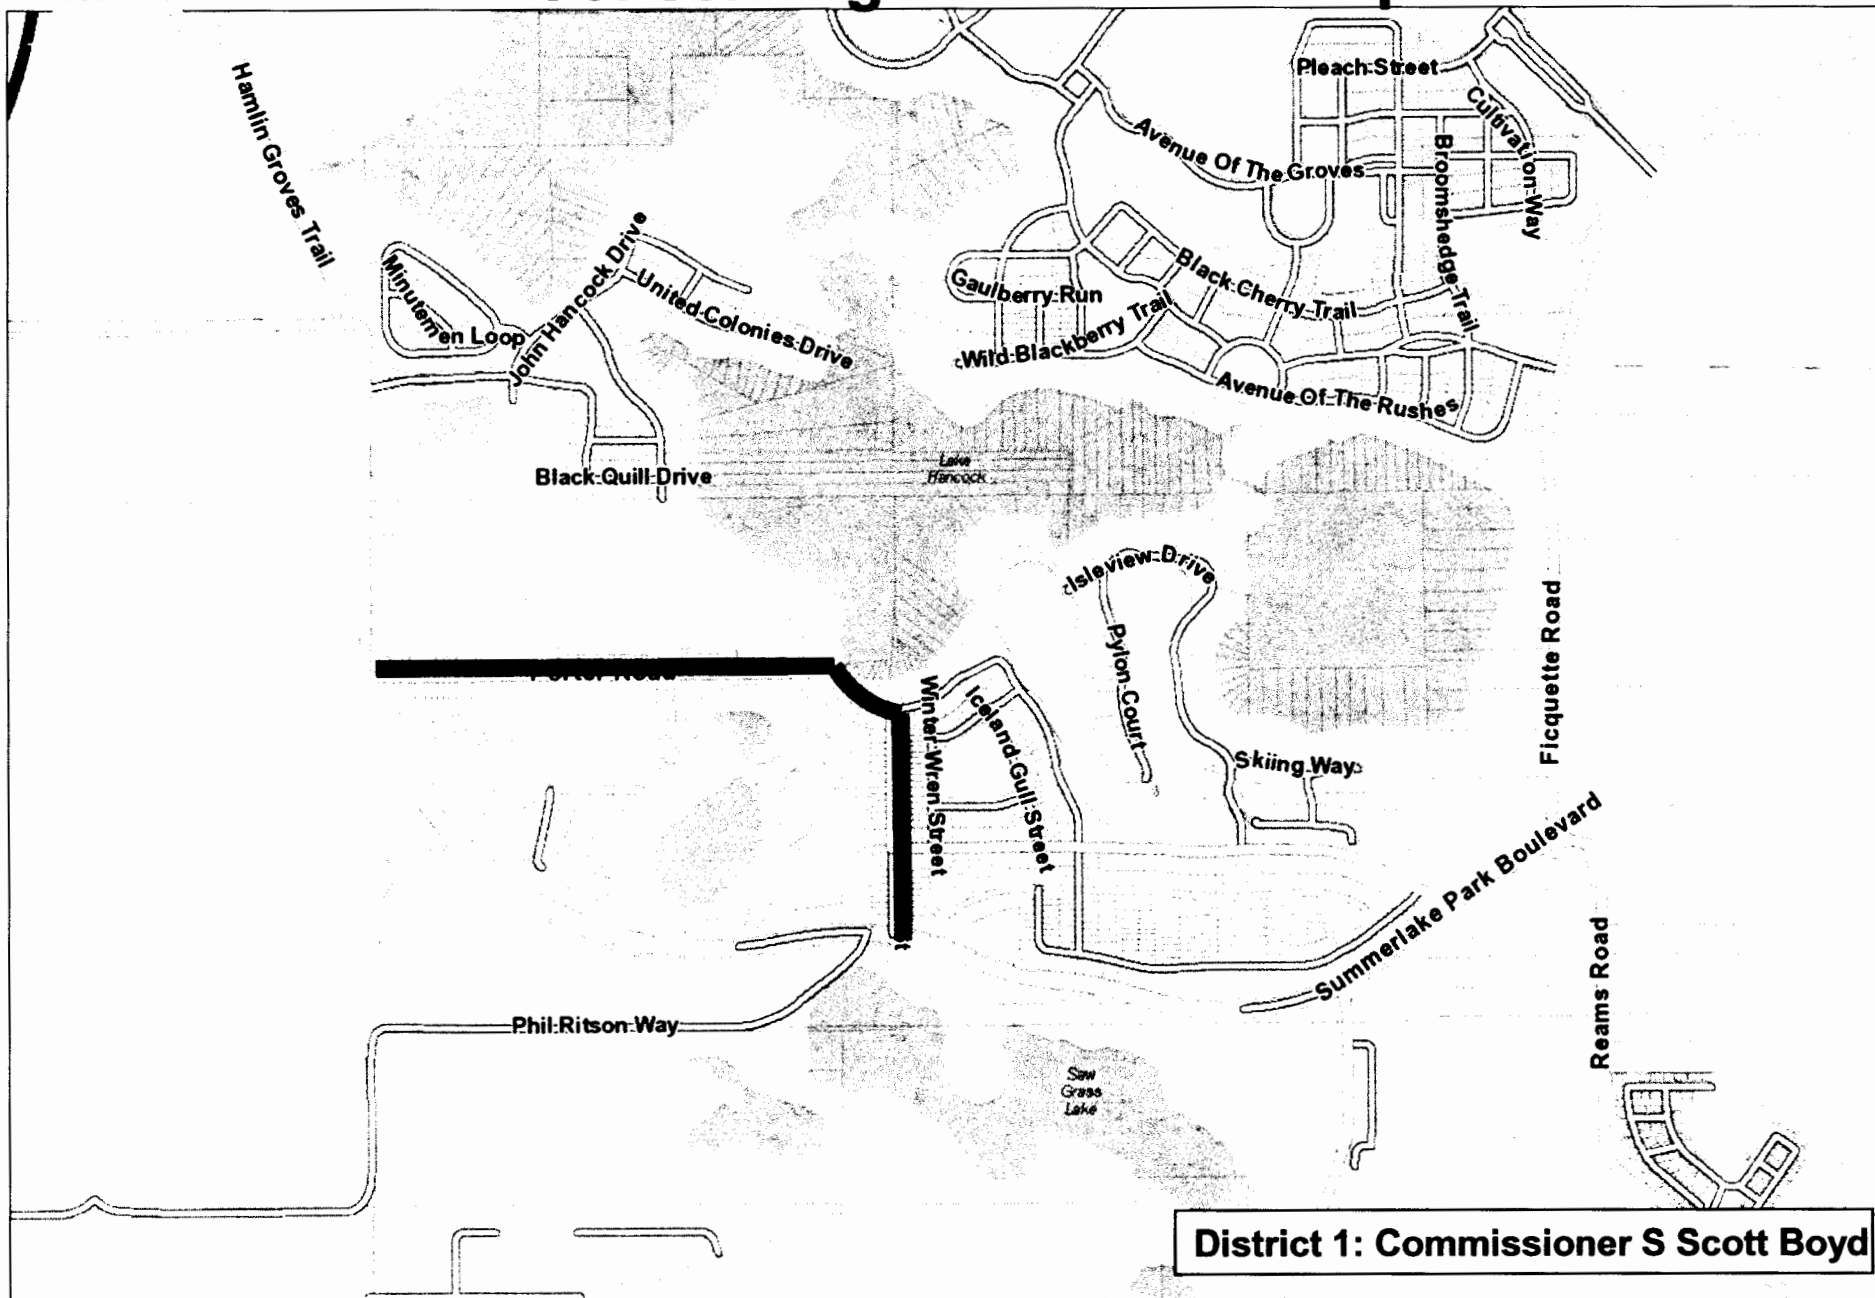 Pleach Street
Hamlin Groves Trail
Cultivation Way
Avenue Of The Groves
Broomshedge Trail
Minutemen Loop
John Hancock Drive
United Colonies Drive
Gaulberry Run
Black Cherry Trail
Wild Blackberry Trail
Avenue Of The Rushes
Black Quill Drive
Lake
Hancock
Isleview Drive
Pylon Court
Ficquette Road
Winter Wren Street
Iceland Gull Street
Skiing Way
Summerlake Park Boulevard
Reams Road
Phil Ritson Way
Saw
Grass
Lake
District 1: Commissioner S Scott Boyd